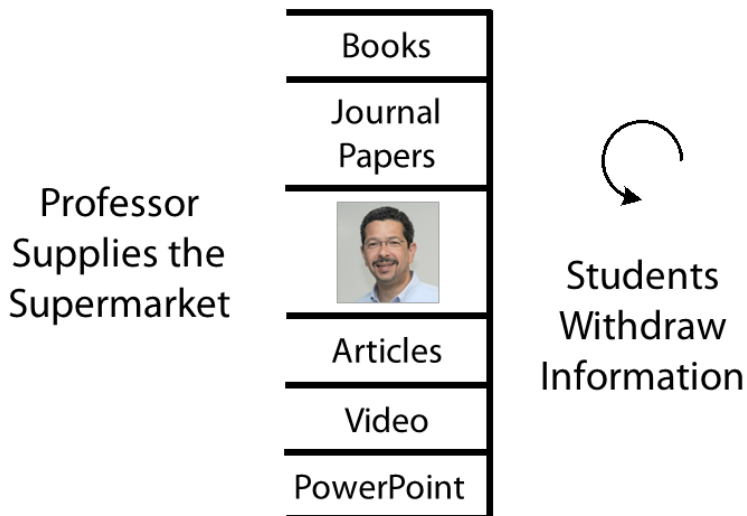 Professor
Supplies the
Supermarket
Books
Journal
Papers
Articles
Video
PowerPoint
Students
Withdraw
Information